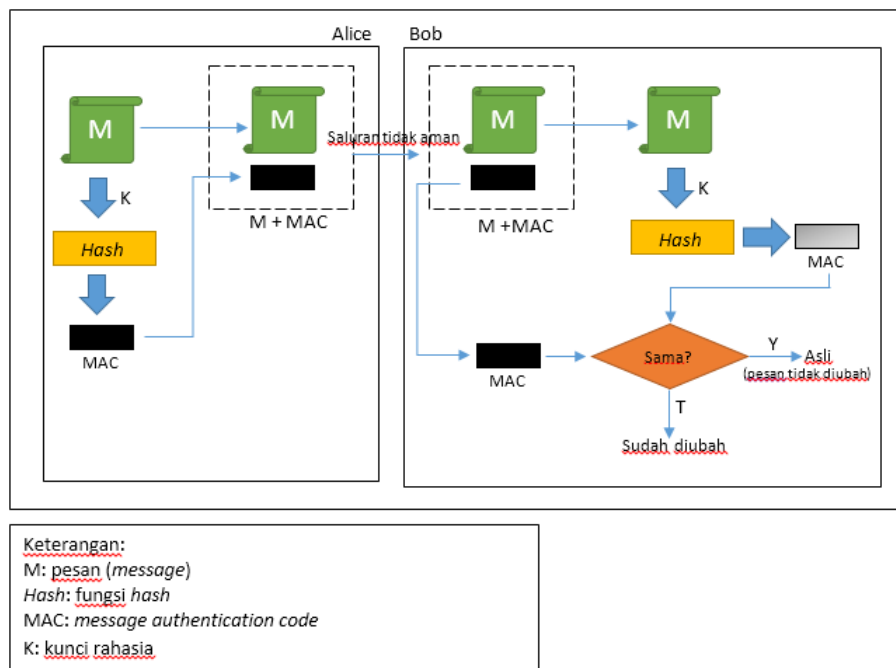 Alice
Bob
M
M
Saluran tidak aman
M
M
K
M + MAC
M +MAC
K
Hash
Hash
MAC
MAC
MAC
Sama?
Y
Asli
(pesan tidak diubah)
T
Sudah diubah
Keterangan:
M: pesan (message)
Hash: fungsi hash
MAC: message authentication code
K: kunci rahasia